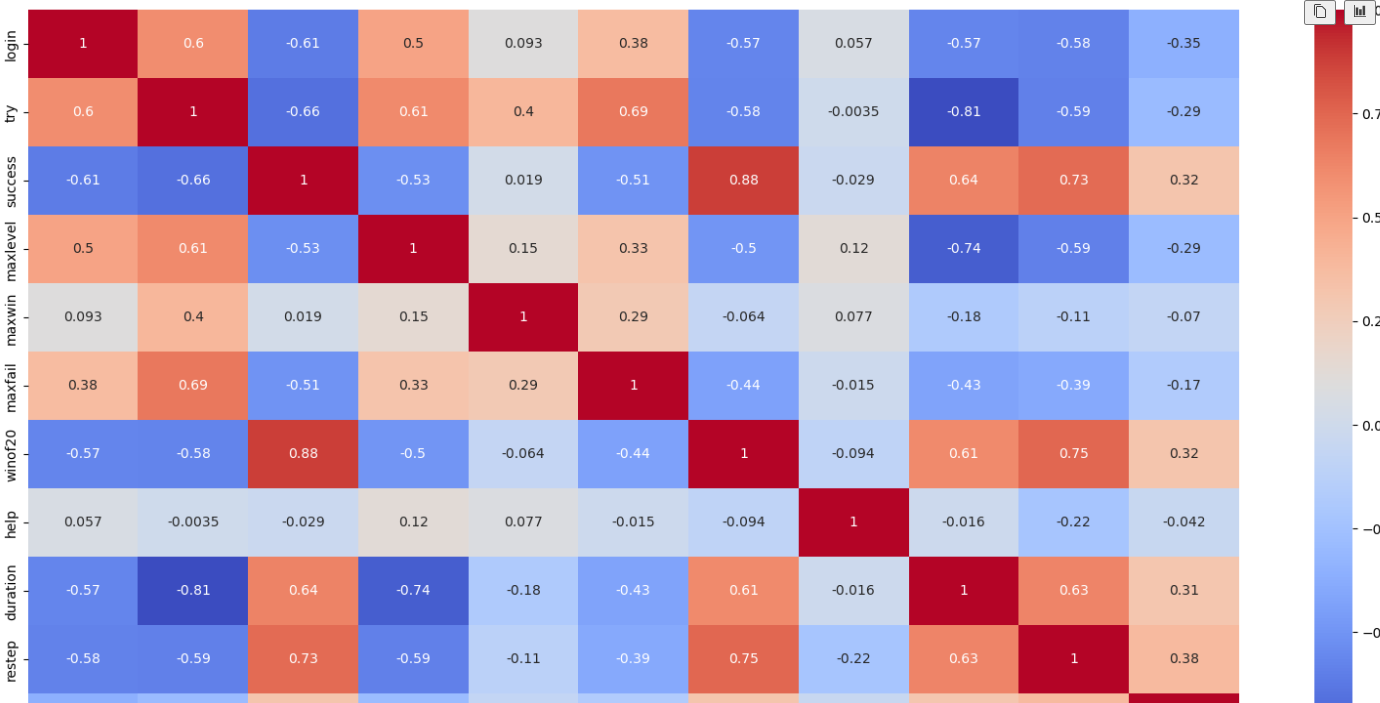 login 1 0.6 -0.61 0.5 0.093 0.38 -0.57 0.057 -0.57 -0.58 -0.35
try 0.6 1 -0.66 0.61 0.4 0.69 -0.58 -0.0035 -0.81 -0.59 -0.29
success -0.61 -0.66 1 -0.53 0.019 -0.51 0.88 -0.029 0.64 0.73 0.32
maxlevel 0.5 0.61 -0.53 1 0.15 0.33 -0.5 0.12 -0.74 -0.59 -0.29
maxwin 0.093 0.4 0.019 0.15 1 0.29 -0.064 0.077 -0.18 -0.11 -0.07
maxfail 0.38 0.69 -0.51 0.33 0.29 1 -0.44 -0.015 -0.43 -0.39 -0.17
winof20 -0.57 -0.58 0.88 -0.5 -0.064 -0.44 1 -0.094 0.61 0.75 0.32
help 0.057 -0.0035 -0.029 0.12 0.077 -0.015 -0.094 1 -0.016 -0.22 -0.042
duration -0.57 -0.81 0.64 -0.74 -0.18 -0.43 0.61 -0.016 1 0.63 0.31
restep -0.58 -0.59 0.73 -0.59 -0.11 -0.39 0.75 -0.22 0.63 1 0.38